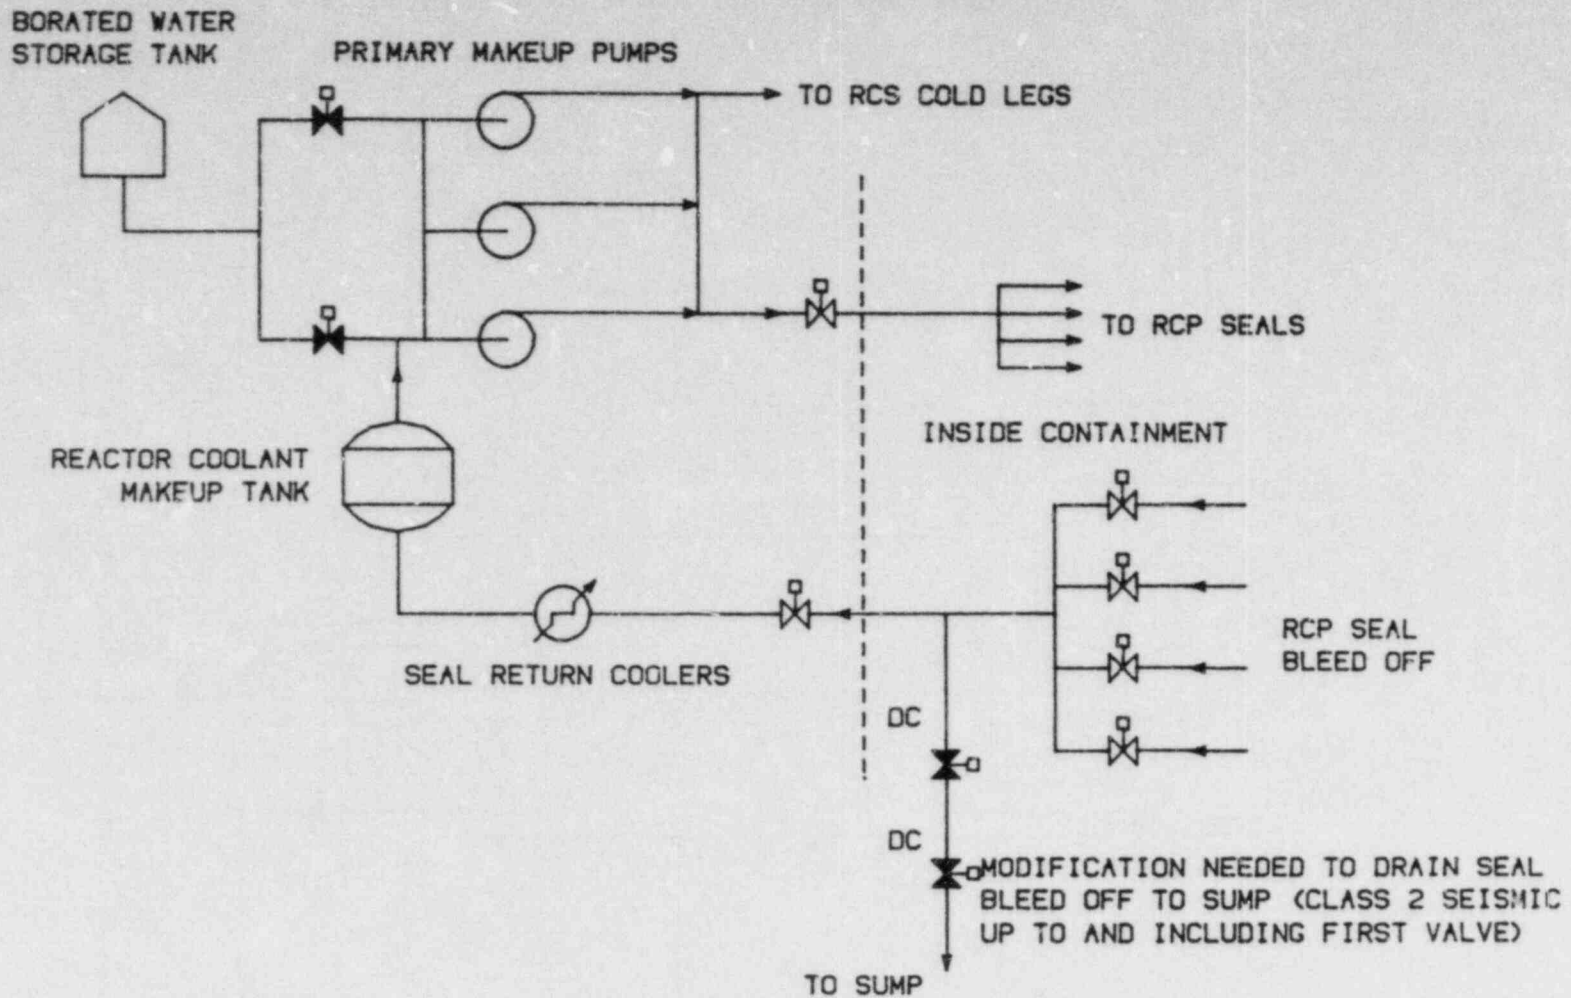 BORATED WATER
STORAGE TANK
PRIMARY MAKEUP PUMPS
TO RCS COLD LEGS
TO RCP SEALS
INSIDE CONTAINMENT
REACTOR COOLANT
MAKEUP TANK
SEAL RETURN COOLERS
RCP SEAL
BLEED OFF
DC
DC
MODIFICATION NEEDED TO DRAIN SEAL
BLEED OFF TO SUMP (CLASS 2 SEISMIC
UP TO AND INCLUDING FIRST VALVE)
TO SUMP